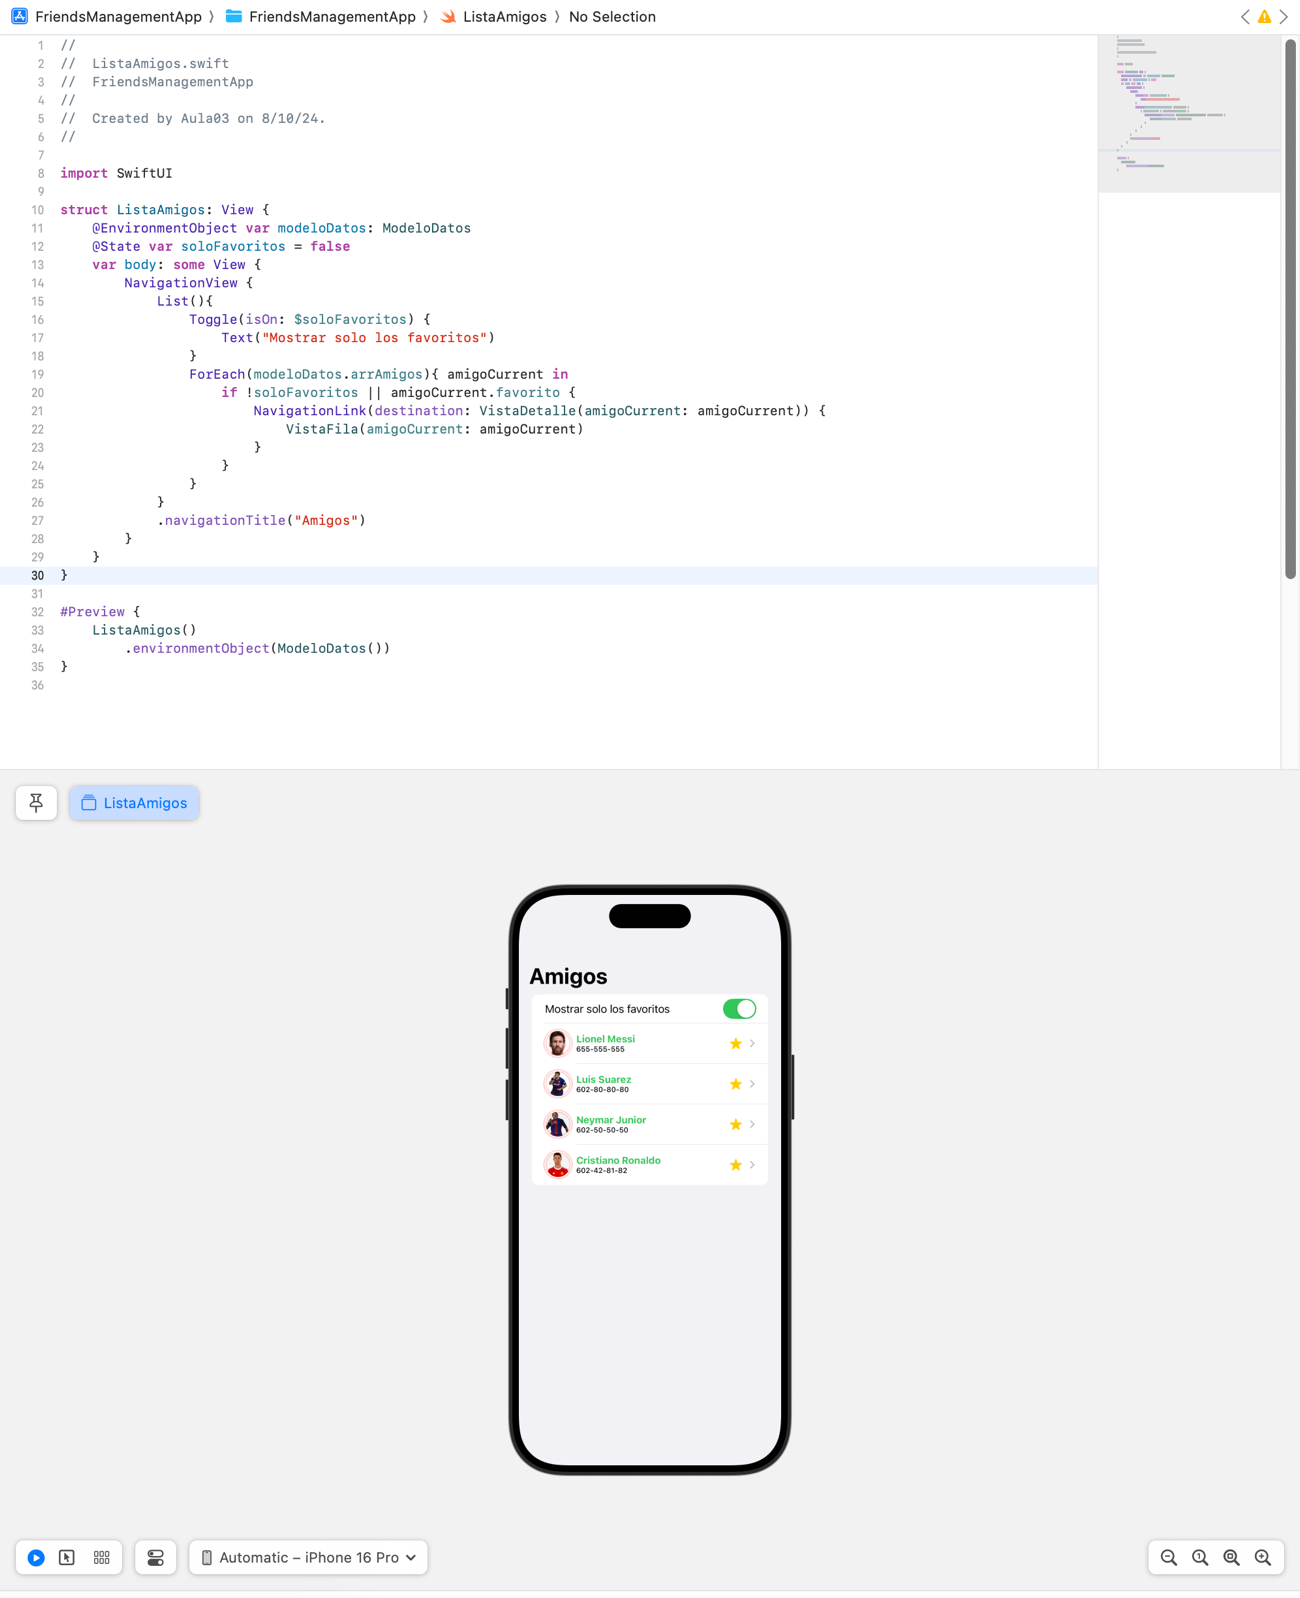 FriendsManagementApp 〉 FriendsManagementApp 〉 ListaAmigos 〉 No Selection
1 //
2 //  ListaAmigos.swift
3 //  FriendsManagementApp
4 //
5 //  Created by Aula03 on 8/10/24.
6 //
7
8 import SwiftUI
9
10 struct ListaAmigos: View {
11     @EnvironmentObject var modeloDatos: ModeloDatos
12     @State var soloFavoritos = false
13     var body: some View {
14         NavigationView {
15             List(){
16                 Toggle(isOn: $soloFavoritos) {
17                     Text("Mostrar solo los favoritos")
18                 }
19                 ForEach(modeloDatos.arrAmigos){ amigoCurrent in
20                     if !soloFavoritos || amigoCurrent.favorito {
21                         NavigationLink(destination: VistaDetalle(amigoCurrent: amigoCurrent)) {
22                             VistaFila(amigoCurrent: amigoCurrent)
23                         }
24                     }
25                 }
26             }
27             .navigationTitle("Amigos")
28         }
29     }
30 }
31
32 #Preview {
33     ListaAmigos()
34         .environmentObject(ModeloDatos())
35 }
36
ListaAmigos
Amigos
Mostrar solo los favoritos
Lionel Messi
655-555-555
Luis Suarez
602-80-80-80
Neymar Junior
602-50-50-50
Cristiano Ronaldo
602-42-81-82
Automatic – iPhone 16 Pro